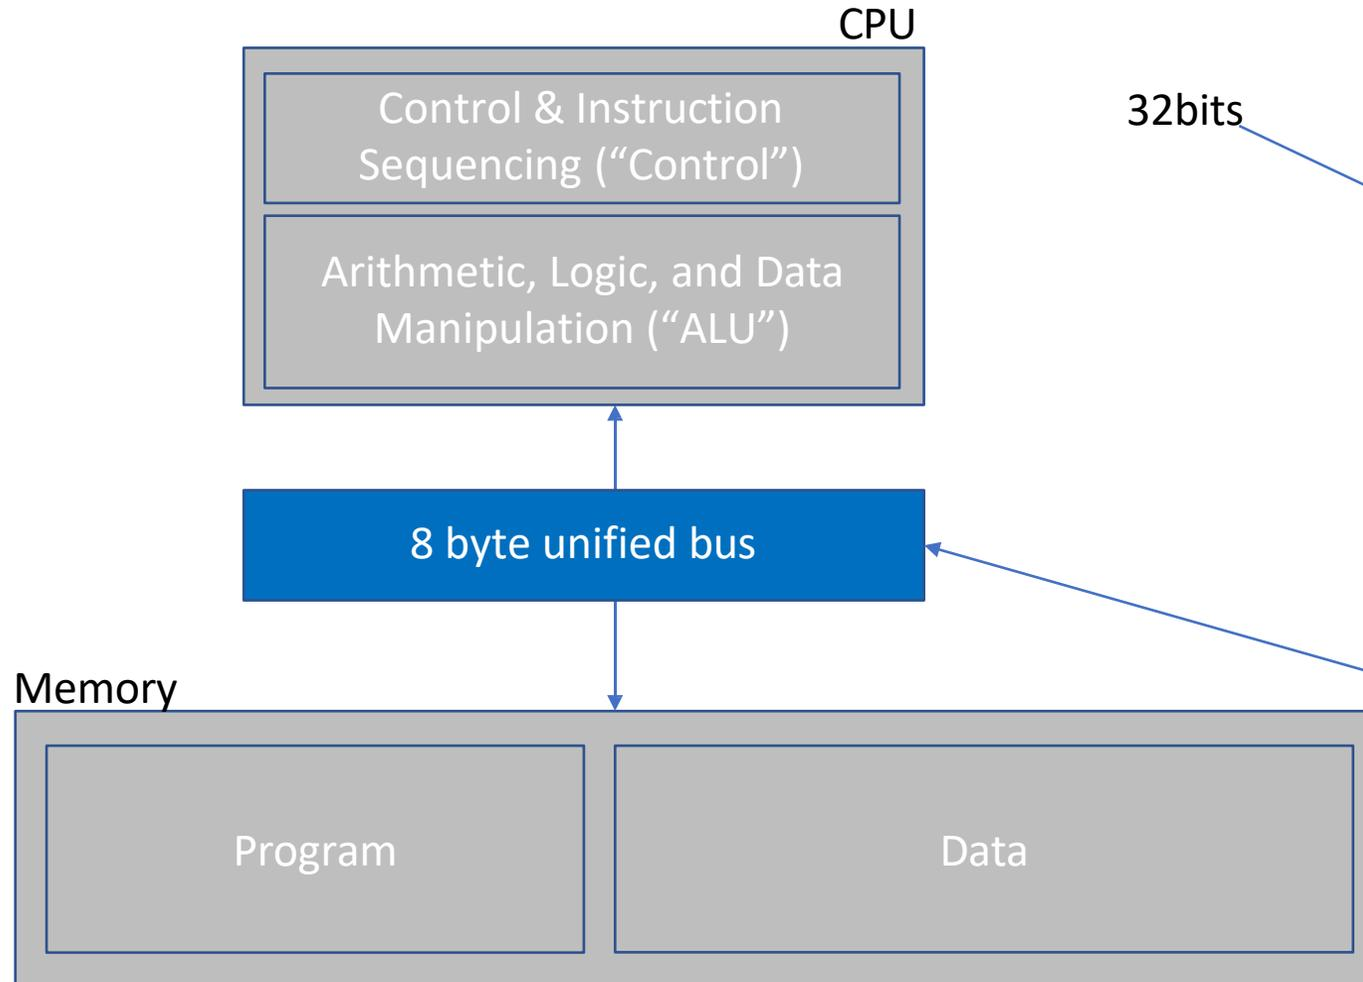 CPU
32bits
Control & Instruction
Sequencing (“Control”)
Arithmetic, Logic, and Data
Manipulation (“ALU”)
8 byte unified bus
Memory
Program
Data